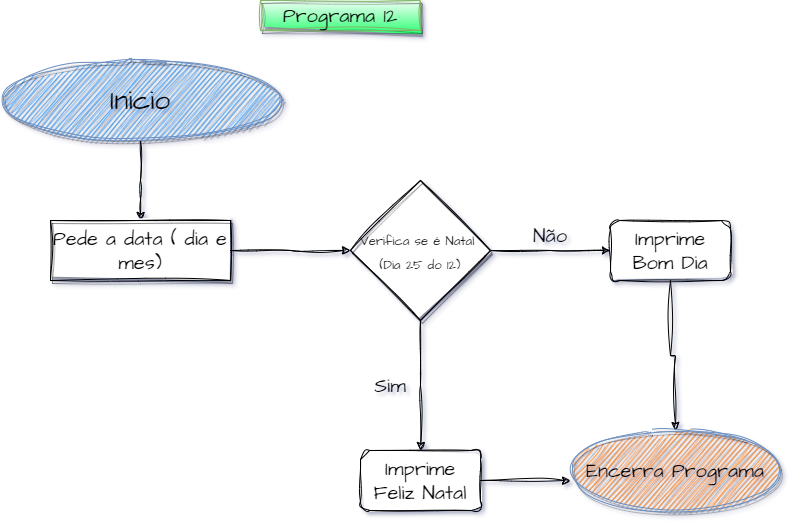 Programa 12
Inicio
Pede a data ( dia e
mes)
Verifica se é Natal
(Dia 25 do 12)
Não
Imprime
Bom Dia
Sim
Imprime
Feliz Natal
Encerra Programa